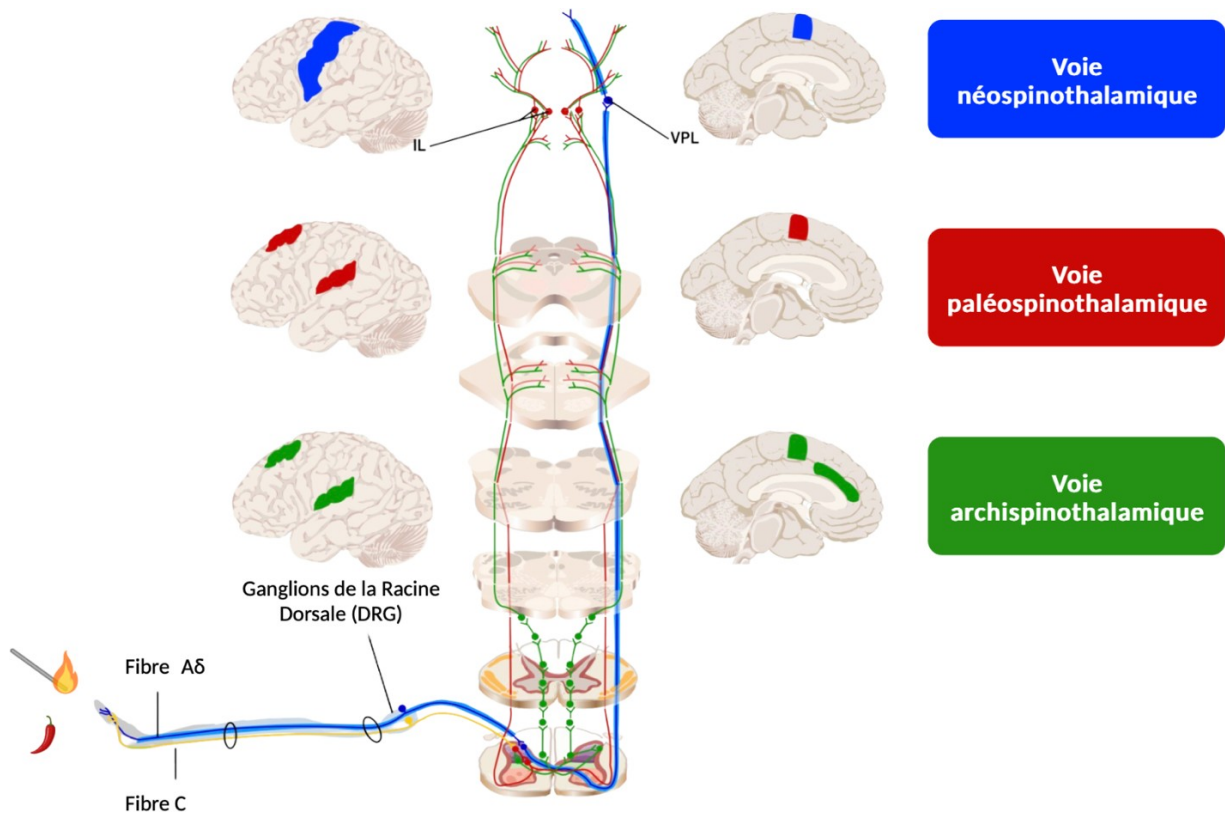 Voie
néospinothalamique
IL
VPL
Voie
paléospinothalamique
Voie
archispinothalamique
Ganglions de la Racine
Dorsale (DRG)
Fibre Aδ
Fibre C